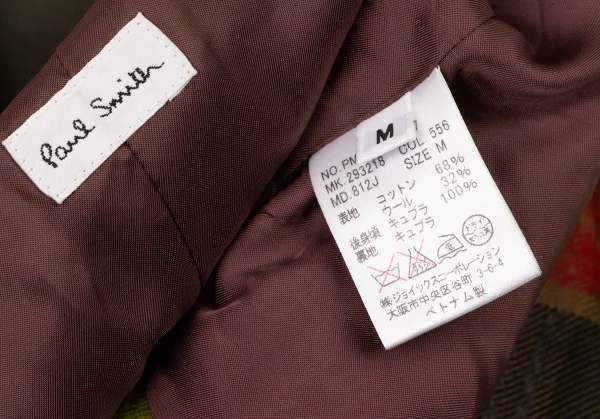 Paul Smith
M
NO. PM
MK. 293218 COL 556
MD. 812J SIZE M
表地 コットン 68%
ウール 32%
後身頃 キュプラ 100%
裏地 キュプラ
ドライ
㈱ジョイックスコーポレーション
大阪市中央区谷町 3-6-4
ベトナム製